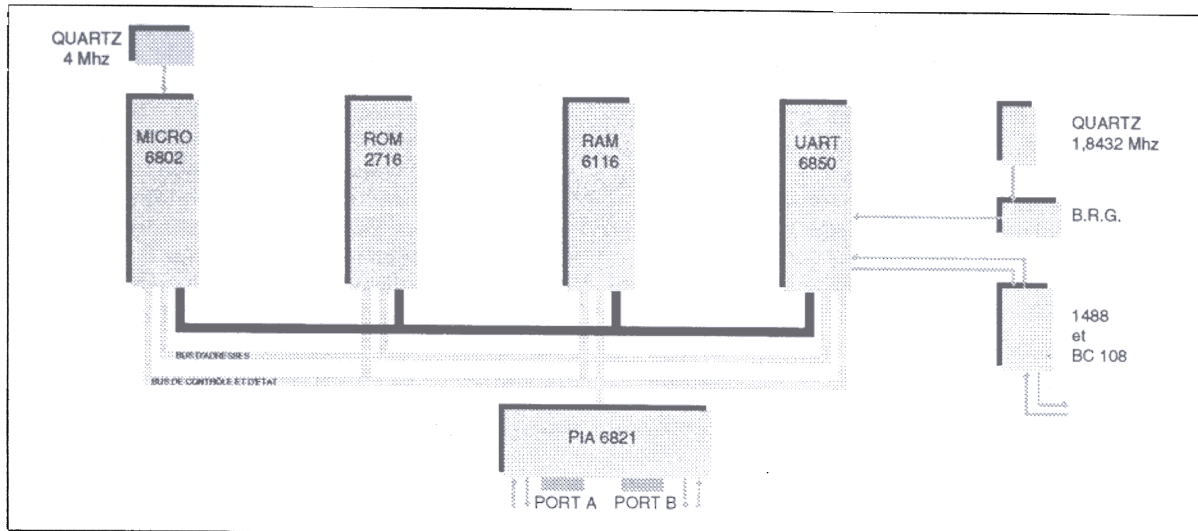 QUARTZ
4 Mhz
MICRO
6802
ROM
2716
RAM
6116
UART
6850
QUARTZ
1,8432 Mhz
B.R.G.
1488
et
BC 108
BUS D'ADRESSES
BUS DE CONTRÔLE ET D'ETAT
PIA 6821
PORT A
PORT B